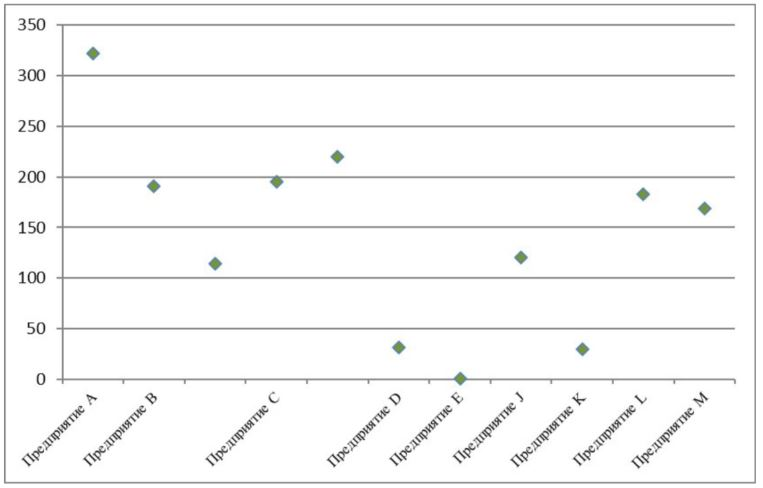 350
300
250
200
150
100
50
0
Предприятие A
Предприятие B
Предприятие C
Предприятие D
Предприятие E
Предприятие J
Предприятие K
Предприятие L
Предприятие M